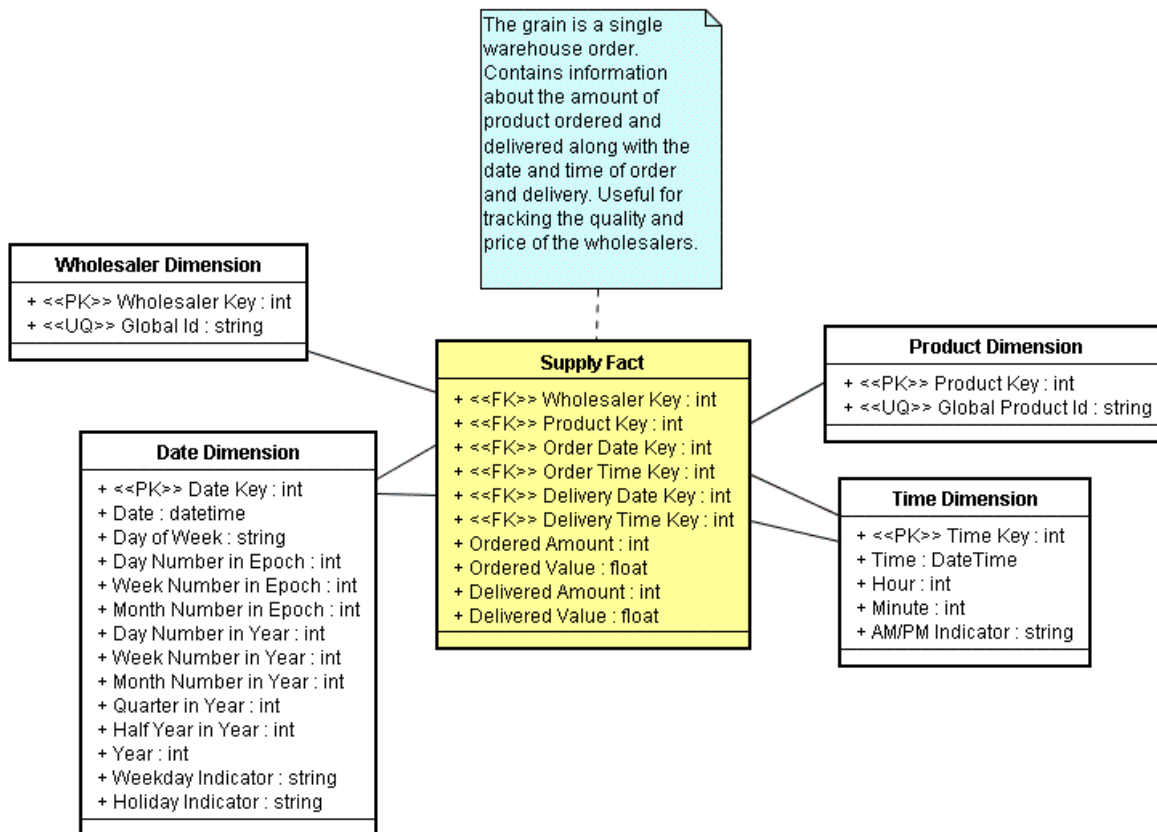 The grain is a single
warehouse order.
Contains information
about the amount of
product ordered and
delivered along with the
date and time of order
and delivery. Useful for
tracking the quality and
price of the wholesalers.
Wholesaler Dimension
+ <<PK>> Wholesaler Key : int
+ <<UQ>> Global Id : string
Supply Fact
+ <<FK>> Wholesaler Key : int
+ <<FK>> Product Key : int
+ <<FK>> Order Date Key : int
+ <<FK>> Order Time Key : int
+ <<FK>> Delivery Date Key : int
+ <<FK>> Delivery Time Key : int
+ Ordered Amount : int
+ Ordered Value : float
+ Delivered Amount : int
+ Delivered Value : float
Product Dimension
+ <<PK>> Product Key : int
+ <<UQ>> Global Product Id : string
Date Dimension
+ <<PK>> Date Key : int
+ Date : datetime
+ Day of Week : string
+ Day Number in Epoch : int
+ Week Number in Epoch : int
+ Month Number in Epoch : int
+ Day Number in Year : int
+ Week Number in Year : int
+ Month Number in Year : int
+ Quarter in Year : int
+ Half Year in Year : int
+ Year : int
+ Weekday Indicator : string
+ Holiday Indicator : string
Time Dimension
+ <<PK>> Time Key : int
+ Time : DateTime
+ Hour : int
+ Minute : int
+ AM/PM Indicator : string